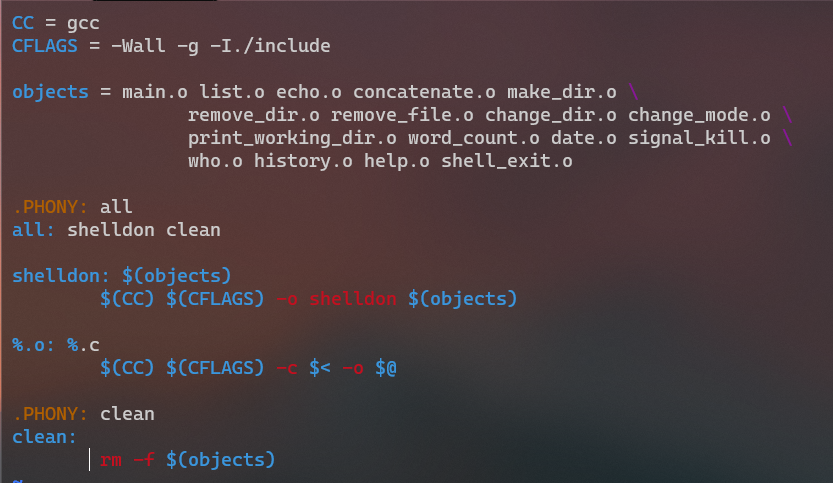 CC = gcc
CFLAGS = -Wall -g -I./include
objects = main.o list.o echo.o concatenate.o make_dir.o \
remove_dir.o remove_file.o change_dir.o change_mode.o \
print_working_dir.o word_count.o date.o signal_kill.o \
who.o history.o help.o shell_exit.o
.PHONY: all
all: shelldon clean
shelldon: $(objects)
$(CC) $(CFLAGS) -o shelldon $(objects)
%.o: %.c
$(CC) $(CFLAGS) -c $< -o $@
.PHONY: clean
clean:
rm -f $(objects)